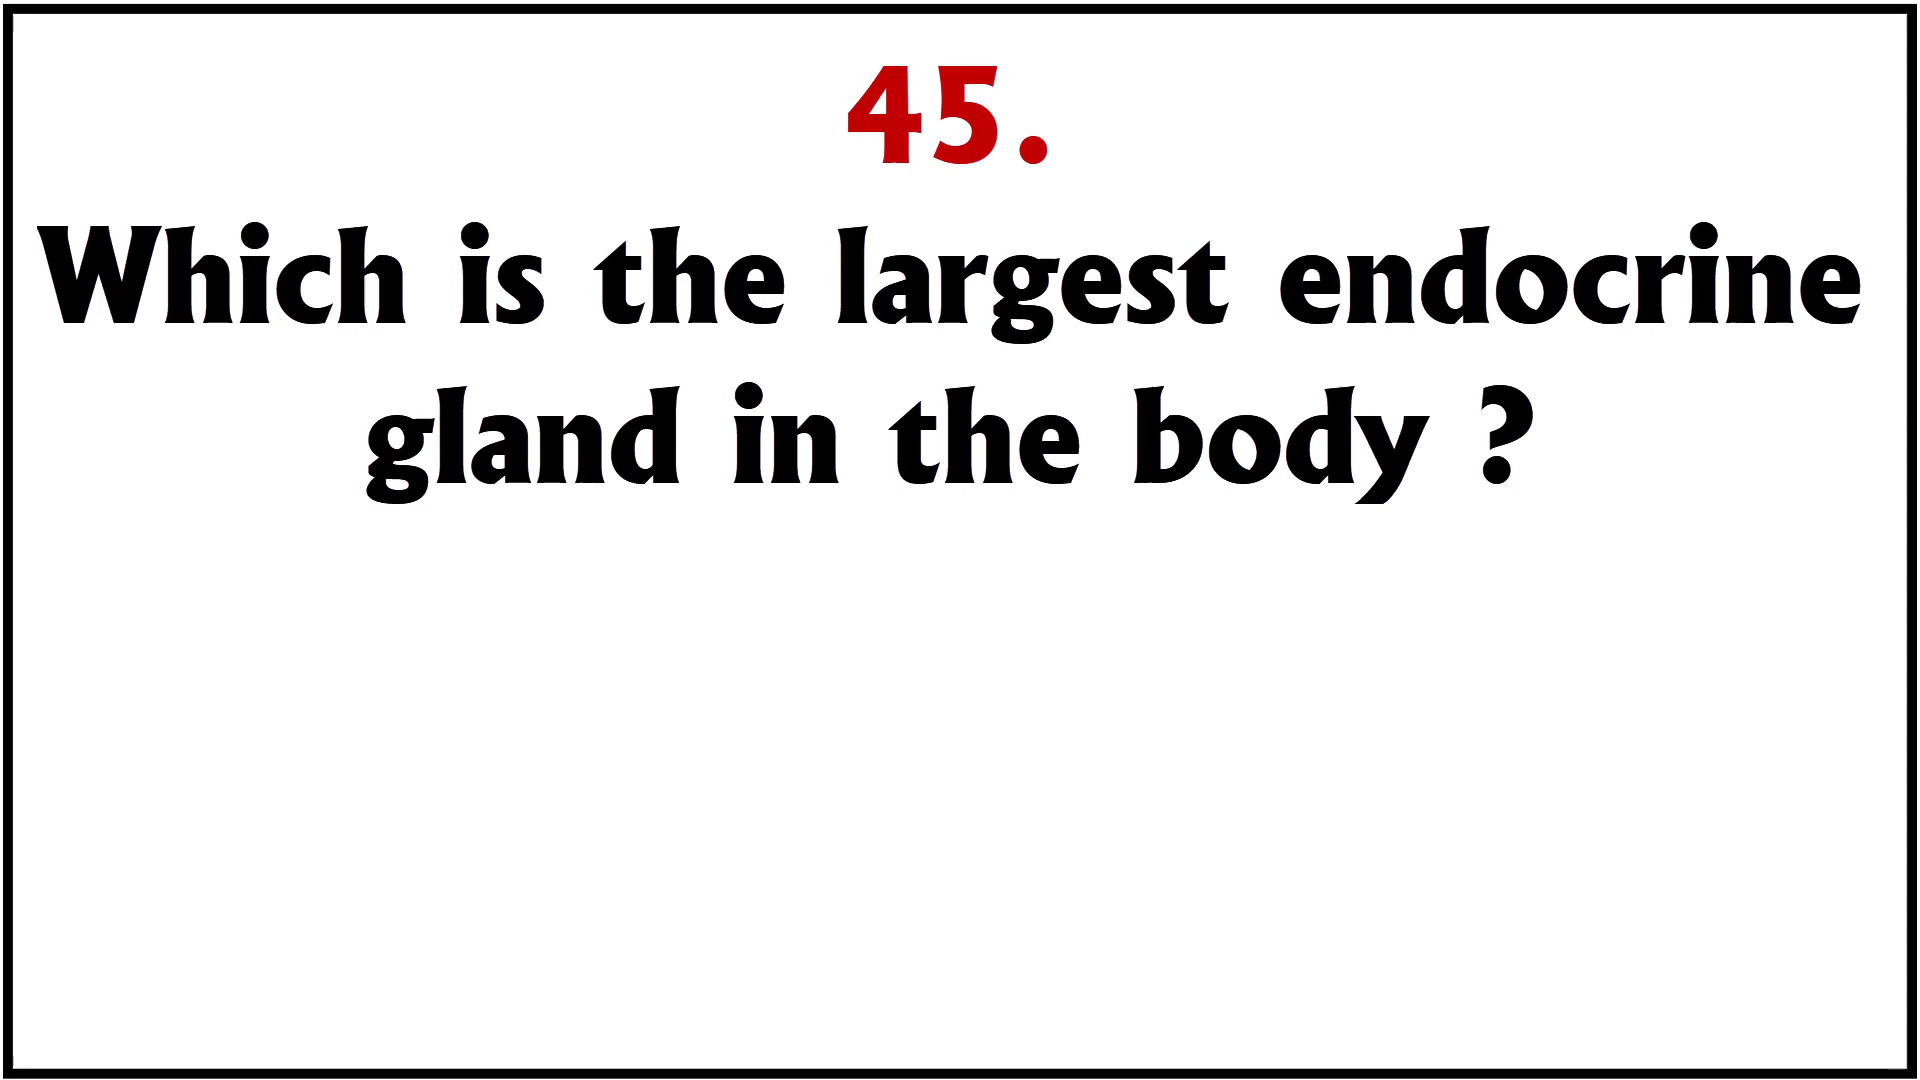 45.
Which is the largest endocrine
gland in the body ?